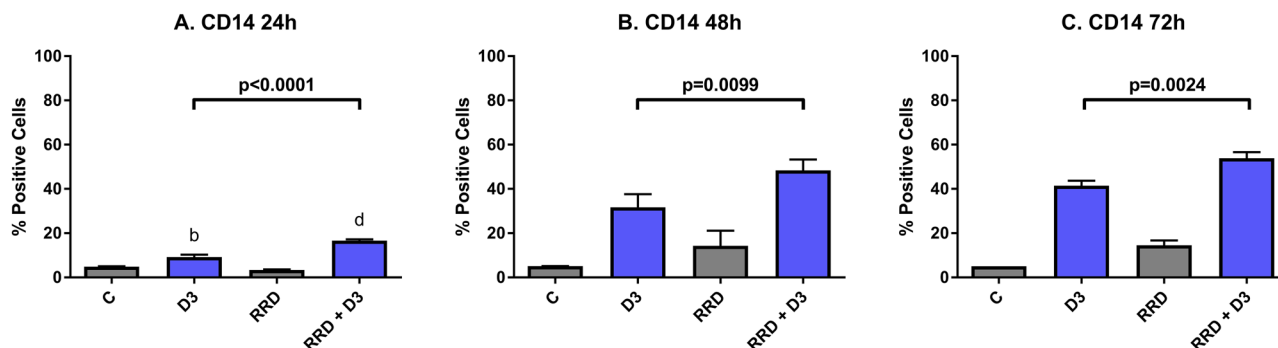 A. CD14 24h
% Positive Cells
100
80
60
40
20
0
p<0.0001
b
d
C
D3
RRD
RRD + D3
B. CD14 48h
% Positive Cells
100
80
60
40
20
0
p=0.0099
C
D3
RRD
RRD + D3
C. CD14 72h
% Positive Cells
100
80
60
40
20
0
p=0.0024
C
D3
RRD
RRD + D3